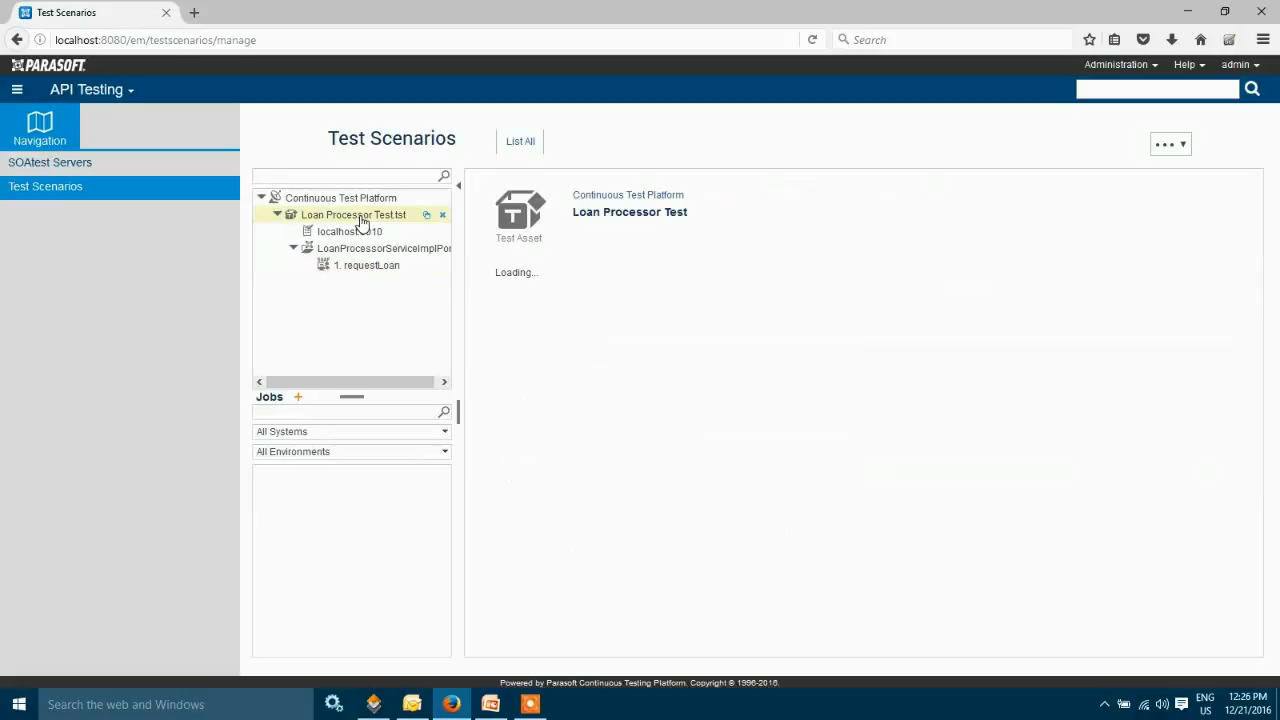 Test Scenarios
localhost:8080/em/testscenarios/manage
Search
PARASOFT
Administration
Help
admin
API Testing
Navigation
Test Scenarios
List All
SOAtest Servers
Test Scenarios
Continuous Test Platform
Loan Processor Test.tst
LoanProcessorServiceImplPor
1. requestLoan
T
Test Asset
Continuous Test Platform
Loan Processor Test
Loading...
Jobs
All Systems
All Environments
Powered by Parasoft Continuous Testing Platform. Copyright © 1996-2016.
Search the web and Windows
ENG
US
12:26 PM
12/21/2016